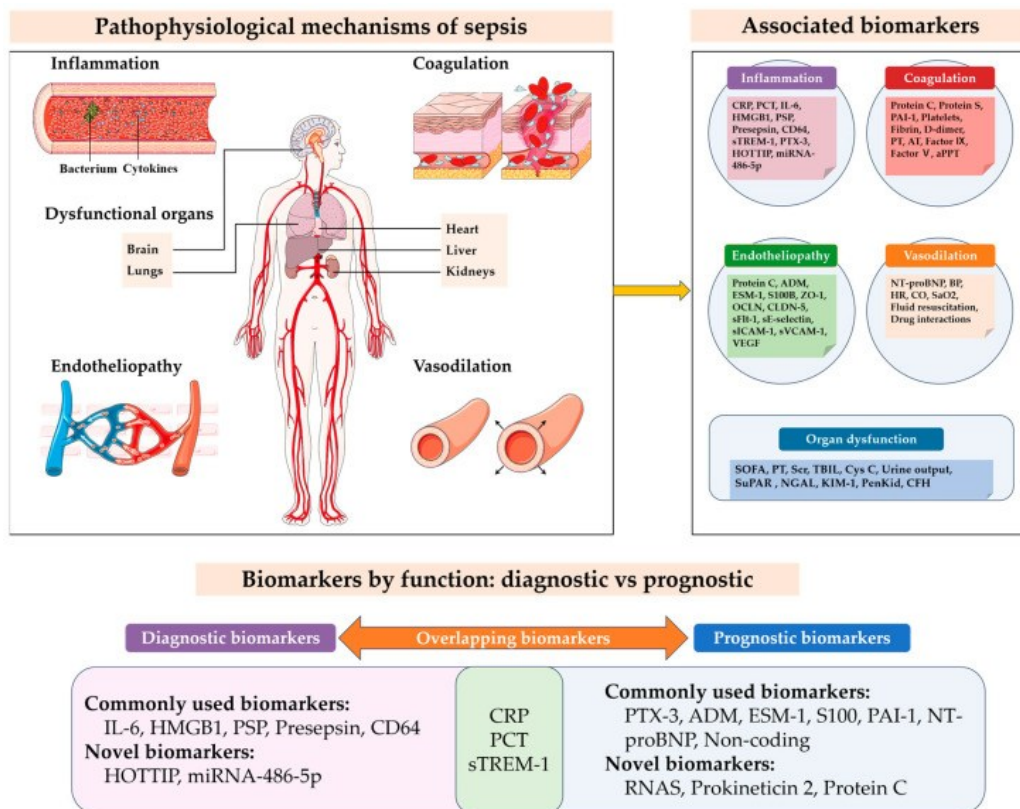 Pathophysiological mechanisms of sepsis
Inflammation
Bacterium Cytokines
Coagulation
Dysfunctional organs
Brain
Lungs
Heart
Liver
Kidneys
Endotheliopathy
Vasodilation
Associated biomarkers
Inflammation
CRP, PCT, IL-6,
HMGB1, PSP,
Presepsin, CD64,
sTREM-1, PTX-3,
HOTTIP, miRNA-
486-5p
Coagulation
Protein C, Protein S,
PAI-1, Platelets,
Fibrin, D-dimer,
PT, AT, Factor IX,
Factor V, aPPT
Endotheliopathy
Protein C, ADM,
ESM-1, S100B, ZO-1,
OCLN, CLDN-5,
sFlt-1, sE-selectin,
sICAM-1, sVCAM-1,
VEGF
Vasodilation
NT-proBNP, BP,
HR, CO, SaO2,
Fluid resuscitation,
Drug interactions
Organ dysfunction
SOFA, PT, Scr, TBIL, Cys C, Urine output,
SuPAR , NGAL, KIM-1, PenKid, CFH
Biomarkers by function: diagnostic vs prognostic
Diagnostic biomarkers
Overlapping biomarkers
Prognostic biomarkers
Commonly used biomarkers:
IL-6, HMGB1, PSP, Presepsin, CD64
Novel biomarkers:
HOTTIP, miRNA-486-5p
CRP
PCT
sTREM-1
Commonly used biomarkers:
PTX-3, ADM, ESM-1, S100, PAI-1, NT-
proBNP, Non-coding
Novel biomarkers:
RNAS, Prokineticin 2, Protein C